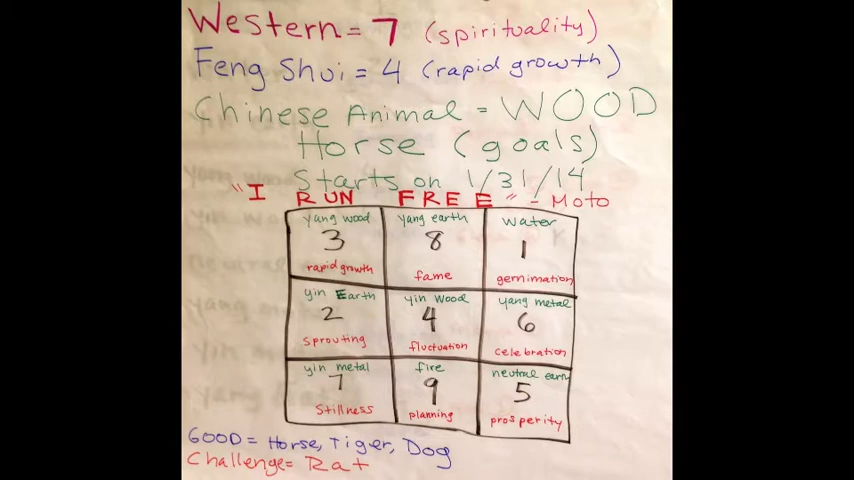 Western = 7 (spirituality)
Feng Shui = 4 (rapid growth)
Chinese Animal = WOOD
Horse (goals)
Starts on 1/31/14
"I RUN FREE" - Moto
yang wood yang earth water
3 8 1
rapid growth fame gernimation
yin Earth yin wood yang metal
2 4 6
Sprouting fluctuation celebration
yin metal fire neutral earth
7 9 5
Stillness planning prosperity
GOOD = Horse, Tiger, Dog
Challenge = Rat